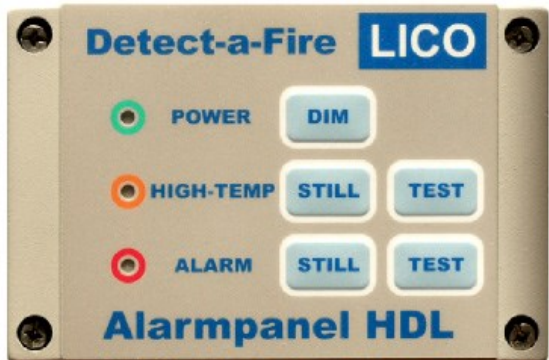 Detect-a-Fire LICO
POWER DIM
HIGH-TEMP STILL TEST
ALARM STILL TEST
Alarmpanel HDL